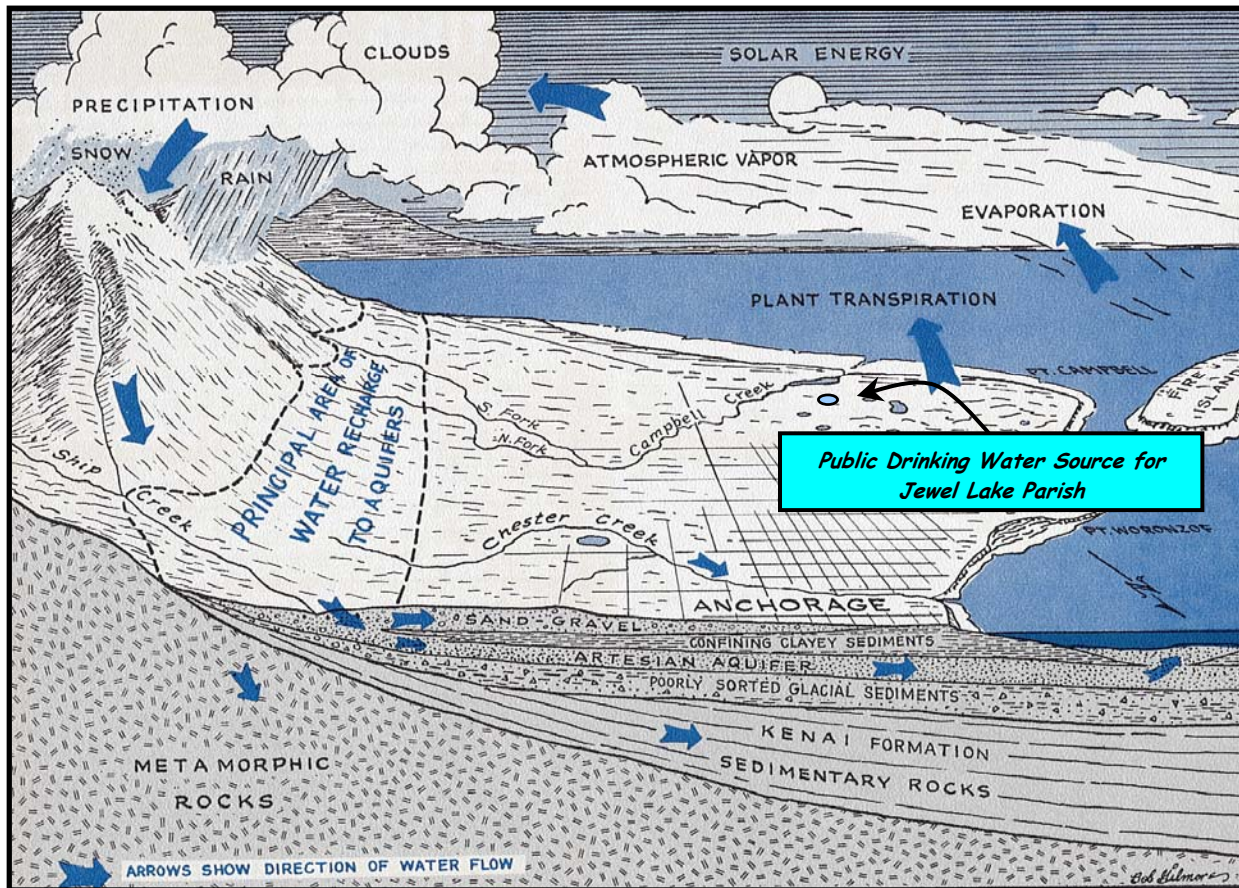 CLOUDS
SOLAR ENERGY
PRECIPITATION
SNOW
RAIN
ATMOSPHERIC VAPOR
EVAPORATION
PLANT TRANSPIRATION
PT. CAMPBELL
FIRE
ISLAND
PRINCIPAL AREA OF
WATER RECHARGE
TO AQUIFERS
S. Fork
N. Fork
Campbell Creek
Public Drinking Water Source for
Jewel Lake Parish
Ship Creek
Chester Creek
PT. WORONZOF
ANCHORAGE
SAND-GRAVEL
CONFINING CLAYEY SEDIMENTS
ARTESIAN AQUIFER
POORLY SORTED GLACIAL SEDIMENTS
KENAI FORMATION
SEDIMENTARY ROCKS
METAMORPHIC
ROCKS
ARROWS SHOW DIRECTION OF WATER FLOW
Bob Gilmore